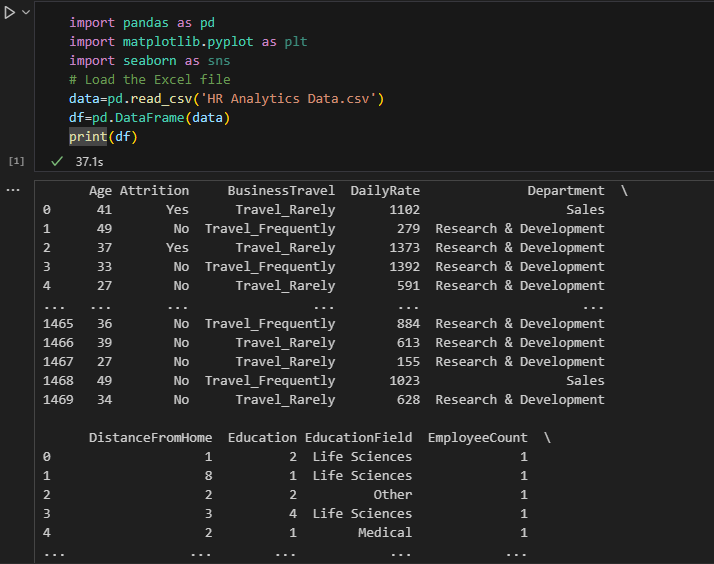 import pandas as pd
import matplotlib.pyplot as plt
import seaborn as sns
# Load the Excel file
data=pd.read_csv('HR Analytics Data.csv')
df=pd.DataFrame(data)
print(df)
[1] 37.1s
...
Age Attrition BusinessTravel DailyRate Department \
0 41 Yes Travel_Rarely 1102 Sales
1 49 No Travel_Frequently 279 Research & Development
2 37 Yes Travel_Rarely 1373 Research & Development
3 33 No Travel_Frequently 1392 Research & Development
4 27 No Travel_Rarely 591 Research & Development
... ... ... ... ... ...
1465 36 No Travel_Frequently 884 Research & Development
1466 39 No Travel_Rarely 613 Research & Development
1467 27 No Travel_Rarely 155 Research & Development
1468 49 No Travel_Frequently 1023 Sales
1469 34 No Travel_Rarely 628 Research & Development
DistanceFromHome Education EducationField EmployeeCount \
0 1 2 Life Sciences 1
1 8 1 Life Sciences 1
2 2 2 Other 1
3 3 4 Life Sciences 1
4 2 1 Medical 1
... ... ... ... ...